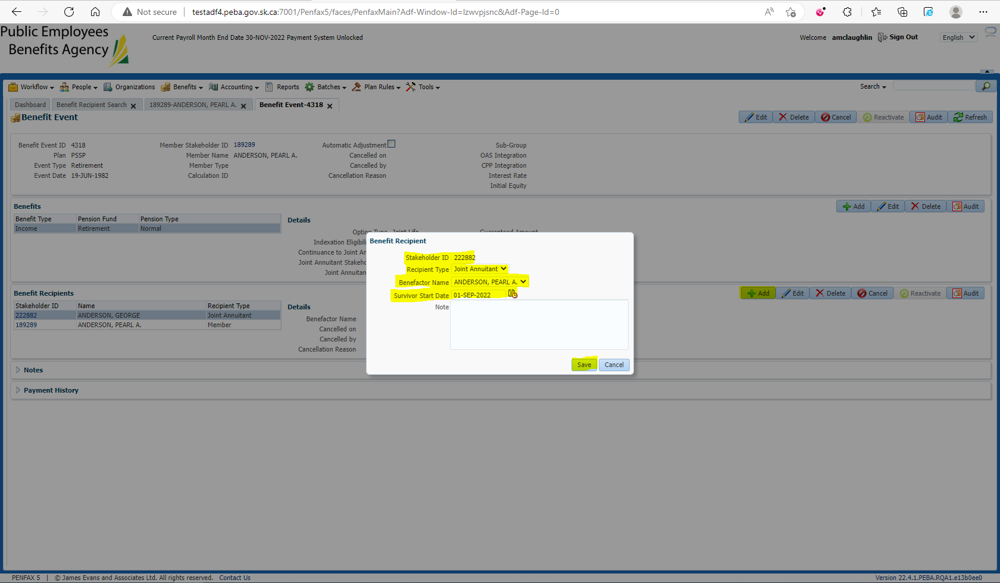 Not secure | testadf4.peba.gov.sk.ca:7001/Penfax5/faces/PenfaxMain?Adf-Window-Id=lzwvpjsnc&Adf-Page-Id=0
Public Employees
Benefits Agency
Current Payroll Month End Date 30-NOV-2022 Payment System Unlocked
Welcome amclaughlin Sign Out English
Workflow People Organizations Benefits Accounting Reports Batches Plan Rules Tools Search
Dashboard Benefit Recipient Search 189289-ANDERSON, PEARL A. Benefit Event-4318
Benefit Event Edit Delete Cancel Reactivate Audit Refresh
Benefit Event ID 4318 Member Stakeholder ID 189289 Automatic Adjustment Sub-Group
Plan PSSP Member Name ANDERSON, PEARL A. Cancelled on OAS Integration
Event Type Retirement Member Type Cancelled by CPP Integration
Event Date 19-JUN-1982 Calculation ID Cancellation Reason Interest Rate
Initial Equity
Benefits Add Edit Delete Audit
Benefit Type Pension Fund Pension Type
Income Retirement Normal
Details
Option Type Joint Life Guaranteed Amount
Indexation Eligibili
Continuance to Joint An
Joint Annuitant Stakeho
Joint Annuitan
Benefit Recipient
Stakeholder ID 222882
Recipient Type Joint Annuitant
Benefactor Name ANDERSON, PEARL A.
Survivor Start Date 01-SEP-2022
Note
Save Cancel
Benefit Recipients Add Edit Delete Cancel Reactivate Audit
Stakeholder ID Name Recipient Type
222882 ANDERSON, GEORGE Joint Annuitant
189289 ANDERSON, PEARL A. Member
Details
Benefactor Name
Cancelled on
Cancelled by
Cancellation Reason
Notes
Payment History
PENFAX 5 | © James Evans and Associates Ltd. All rights reserved. Contact Us Version 22.4.1.PEBA.RQA1.e13b0ee0